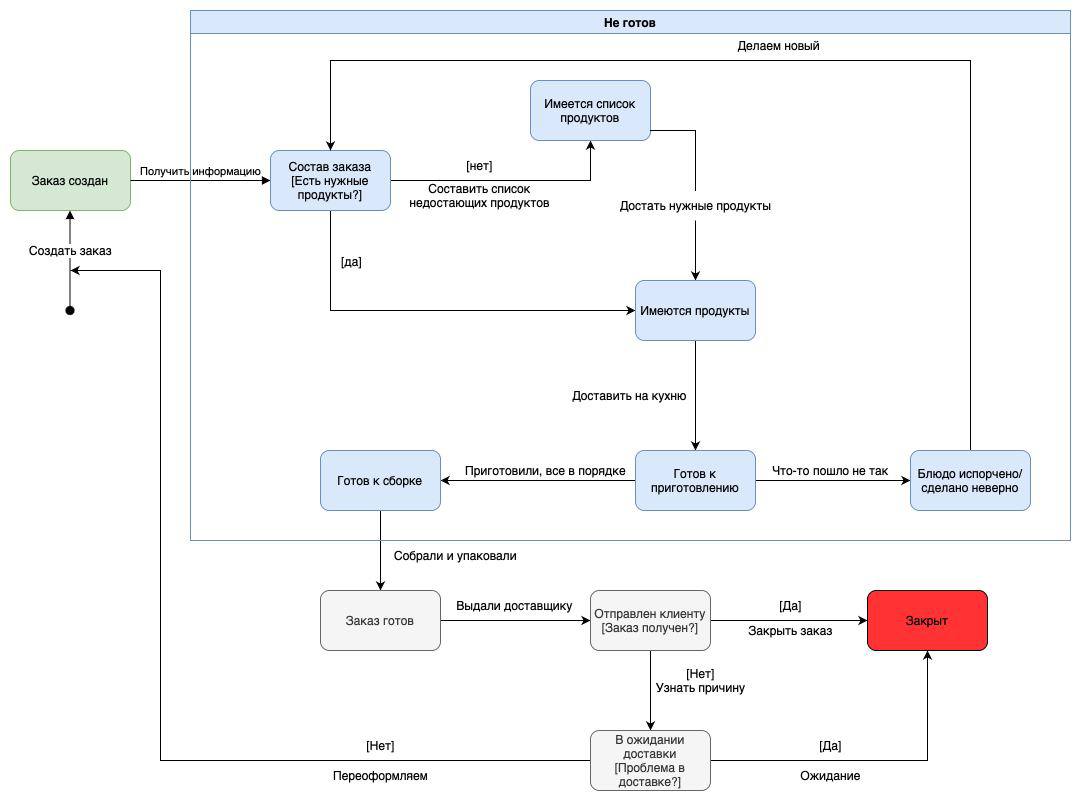 Не готов
Делаем новый
Имеется список
продуктов
Заказ создан
Получить информацию
Состав заказа
[Есть нужные
продукты?]
[нет]
Составить список
недостающих продуктов
Достать нужные продукты
Создать заказ
[да]
Имеются продукты
Доставить на кухню
Готов к сборке
Приготовили, все в порядке
Готов к
приготовлению
Что-то пошло не так
Блюдо испорчено/
сделано неверно
Собрали и упаковали
Заказ готов
Выдали доставщику
Отправлен клиенту
[Заказ получен?]
[Да]
Закрыть заказ
Закрыт
[Нет]
Узнать причину
В ожидании
доставки
[Проблема в
доставке?]
[Нет]
Переоформляем
[Да]
Ожидание